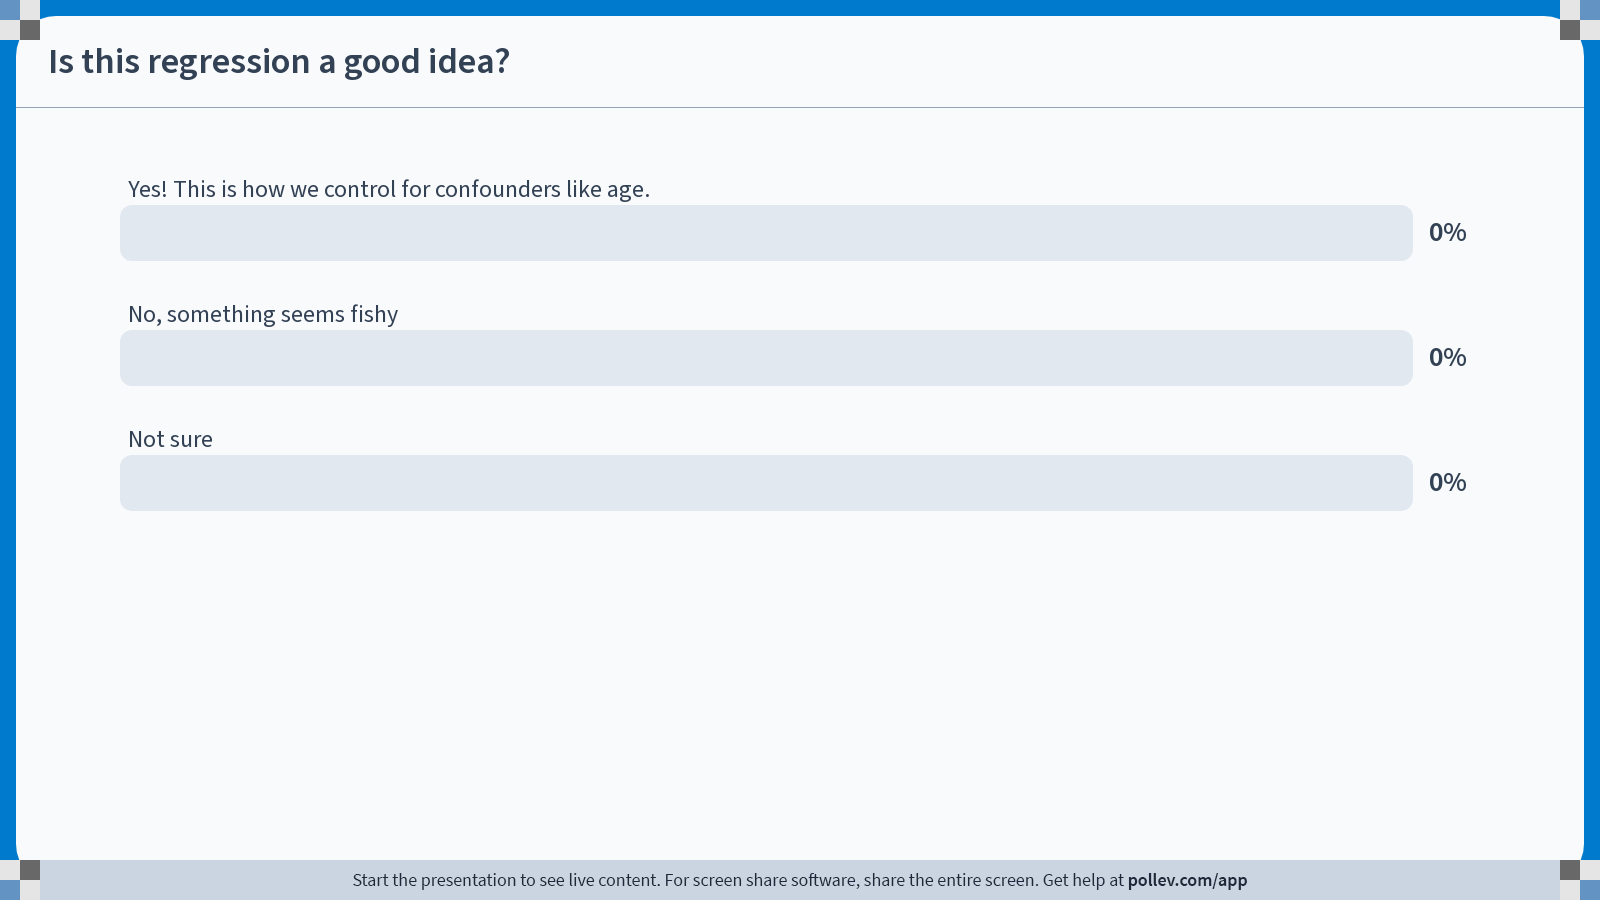 Is this regression a good idea?
Yes! This is how we control for confounders like age.
0%
No, something seems fishy
0%
Not sure
0%
Start the presentation to see live content. For screen share software, share the entire screen. Get help at pollev.com/app